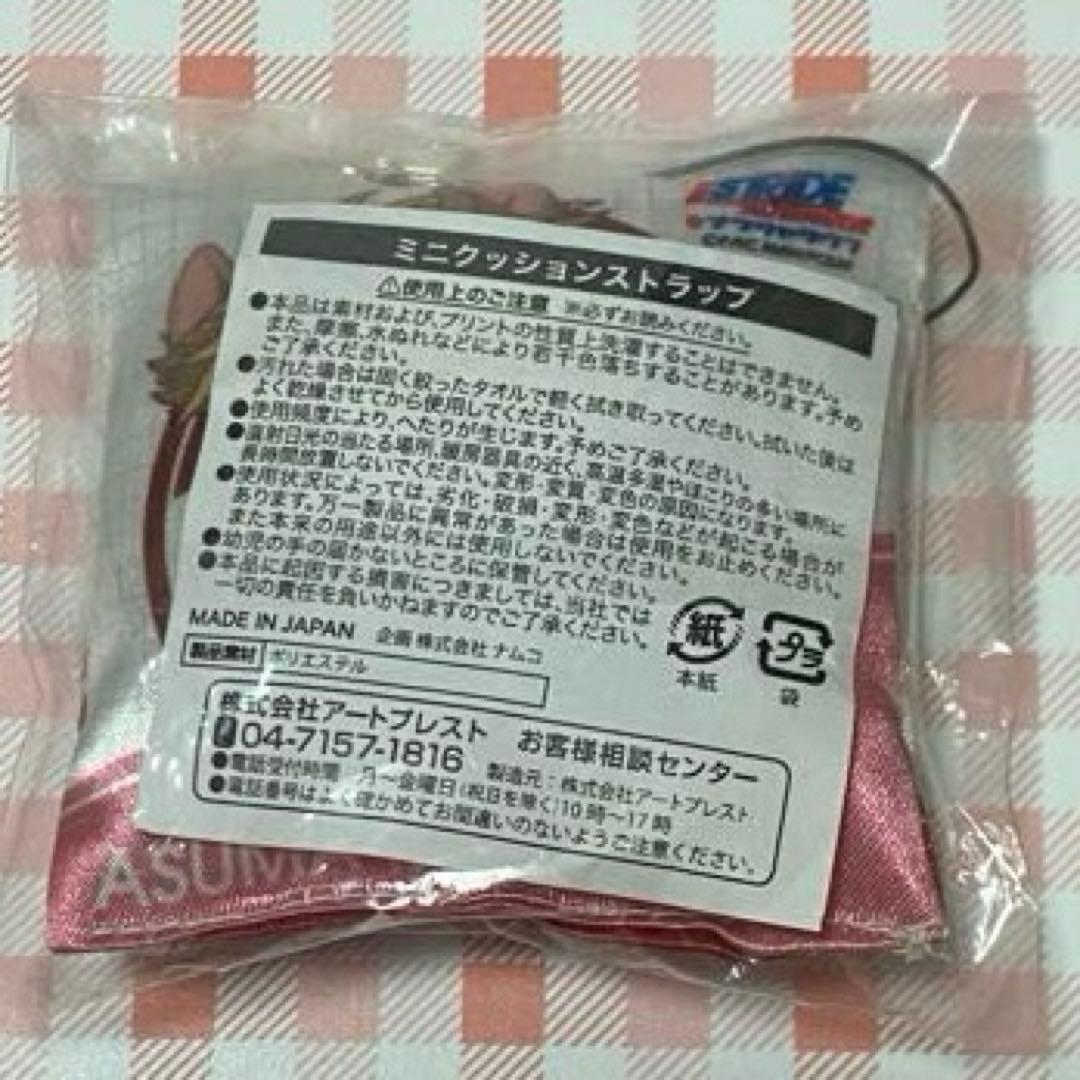 STRIDE
ミニクッションストラップ
⚠使用上のご注意 ※必ずお読みください。
●本品は素材および、プリントの性質上洗濯することはできません。
また、摩擦、水ぬれなどにより若干色落ちすることがあります。予め
ご了承ください。
●汚れた場合は固く絞ったタオルで軽く拭き取ってください。拭いた後は
よく乾燥させてから使用してください。
●使用頻度により、へたりが生じます。予めご了承ください。
●直射日光の当たる場所、暖房器具の近く、高温多湿やほこりの多い場所に
長時間放置しないでください。変形・変質・変色の原因になります。
●使用状況によっては、劣化・破損・変形・変色などが起こる場合が
あります。万一製品に異常があった場合は使用をお止めください。
また本来の用途以外には使用しないでください。
●幼児の手の届かないところに保管してください。
●本品に起因する損害につきましては、当社では
一切の責任を負いかねますのでご了承ください。
MADE IN JAPAN 企画 株式会社 ナムコ
紙
本紙
プラ
袋
製品素材 ポリエステル
株式会社アートプレスト お客様相談センター
04-7157-1816 製造元:株式会社アートプレスト
●電話受付時間 月〜金曜日(祝日を除く)10時〜17時
●電話番号はよく確かめてお間違いのないようご注意ください。
ASUMA